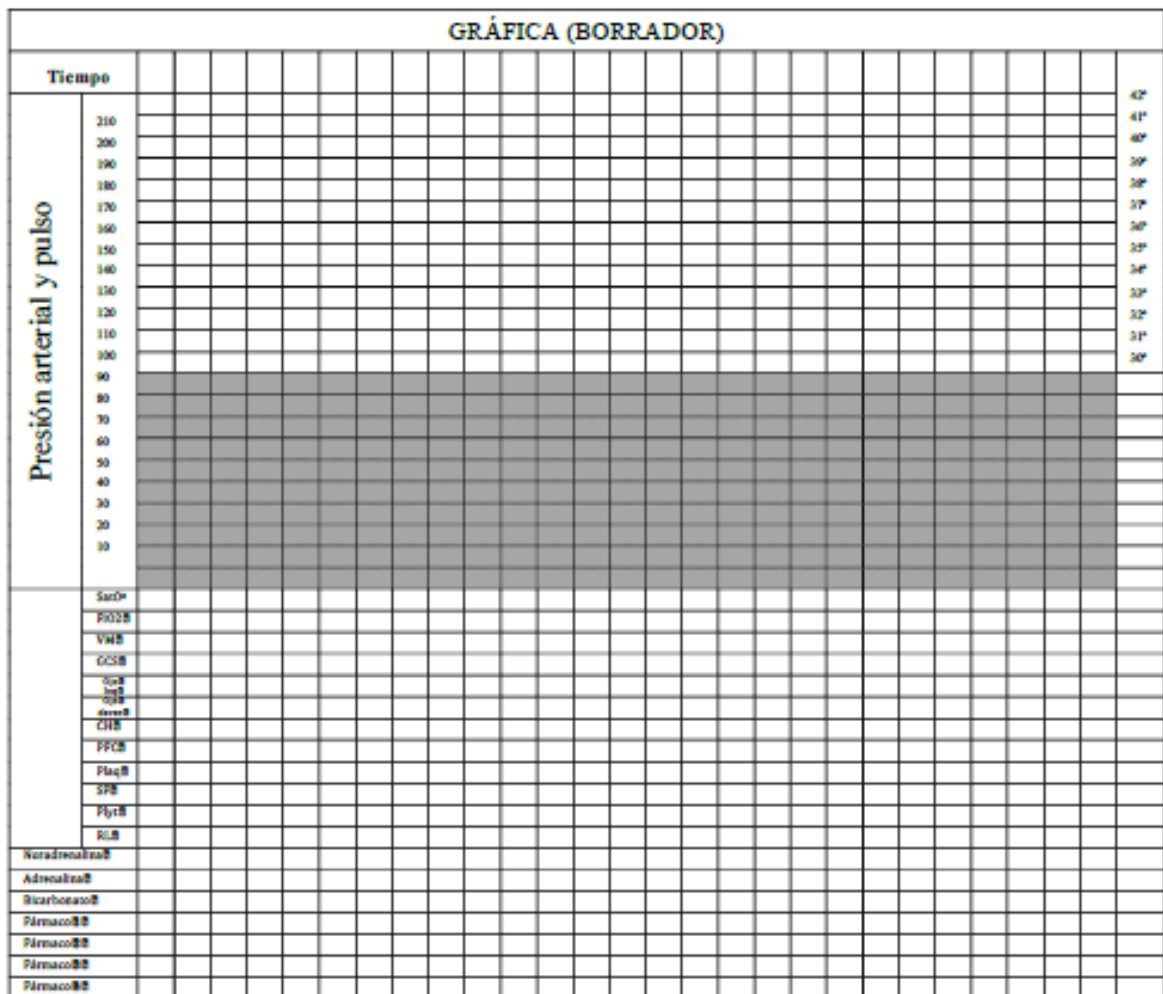 GRÁFICA (BORRADOR)
Tiempo
Presión arterial y pulso
210
200
190
180
170
160
150
140
130
120
110
100
90
80
70
60
50
40
30
20
10
42º
41º
40º
39º
38º
37º
36º
35º
34º
33º
32º
31º
30º
FiO2
VM
GCS
CH
PFC
Plaq
SF
Plyt
RL
Noradrenalina
Adrenalina
Bicarbonato
Fármaco
Fármaco
Fármaco
Fármaco